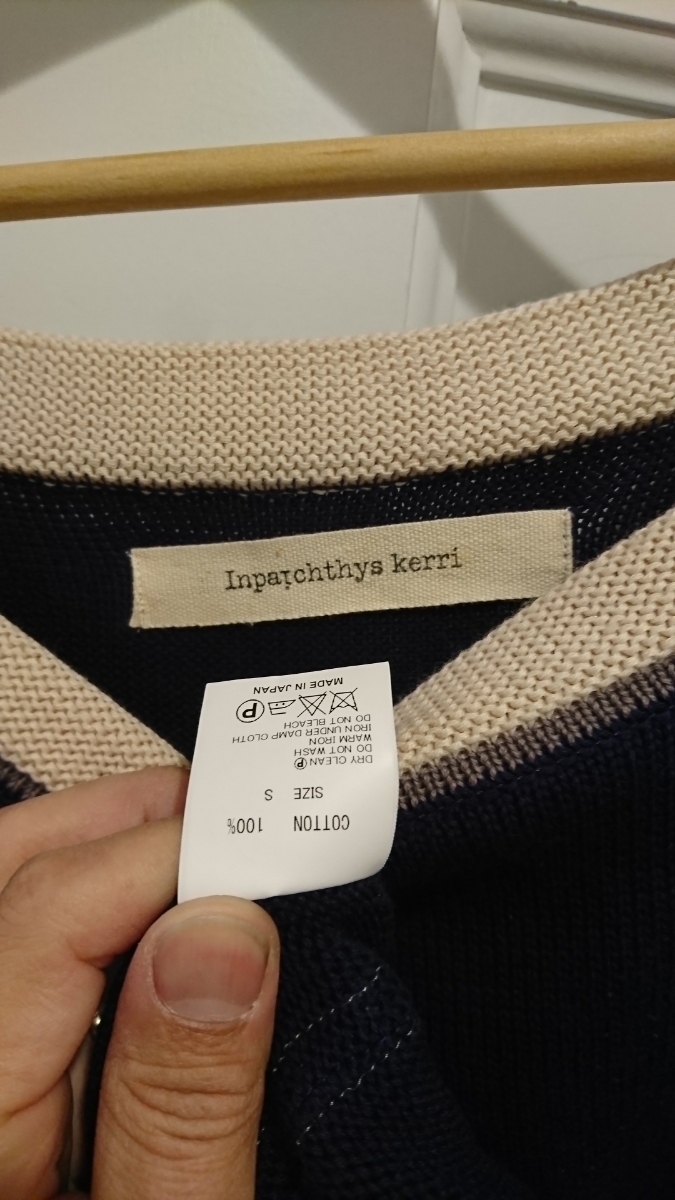 Inpaichthys kerri
COTTON 100%
SIZE S
DRY CLEAN Ⓟ
DO NOT WASH
WARM IRON
IRON UNDER DAMP CLOTH
DO NOT BLEACH
P
MADE IN JAPAN